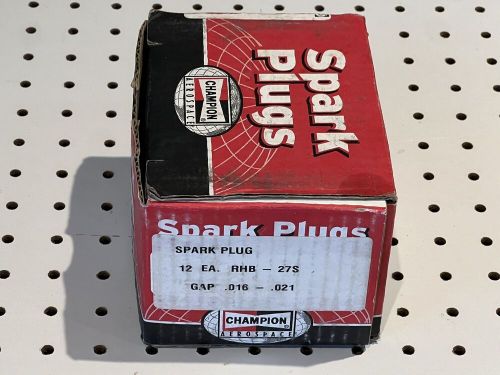 Spark
Plugs
CHAMPION
AEROSPACE
Spark Plugs
SPARK PLUG
12 EA. RHB - 27S
GAP .016 - .021
CHAMPION
AEROSPACE